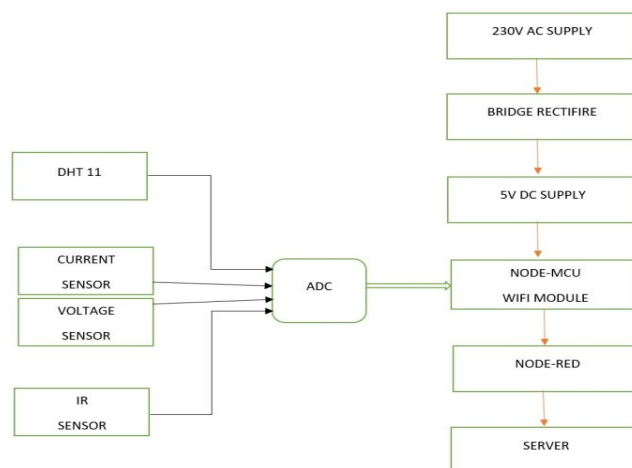 230V AC SUPPLY
BRIDGE RECTIFIRE
DHT 11
5V DC SUPPLY
CURRENT
SENSOR
VOLTAGE
SENSOR
ADC
NODE-MCU
WIFI MODULE
IR
SENSOR
NODE-RED
SERVER